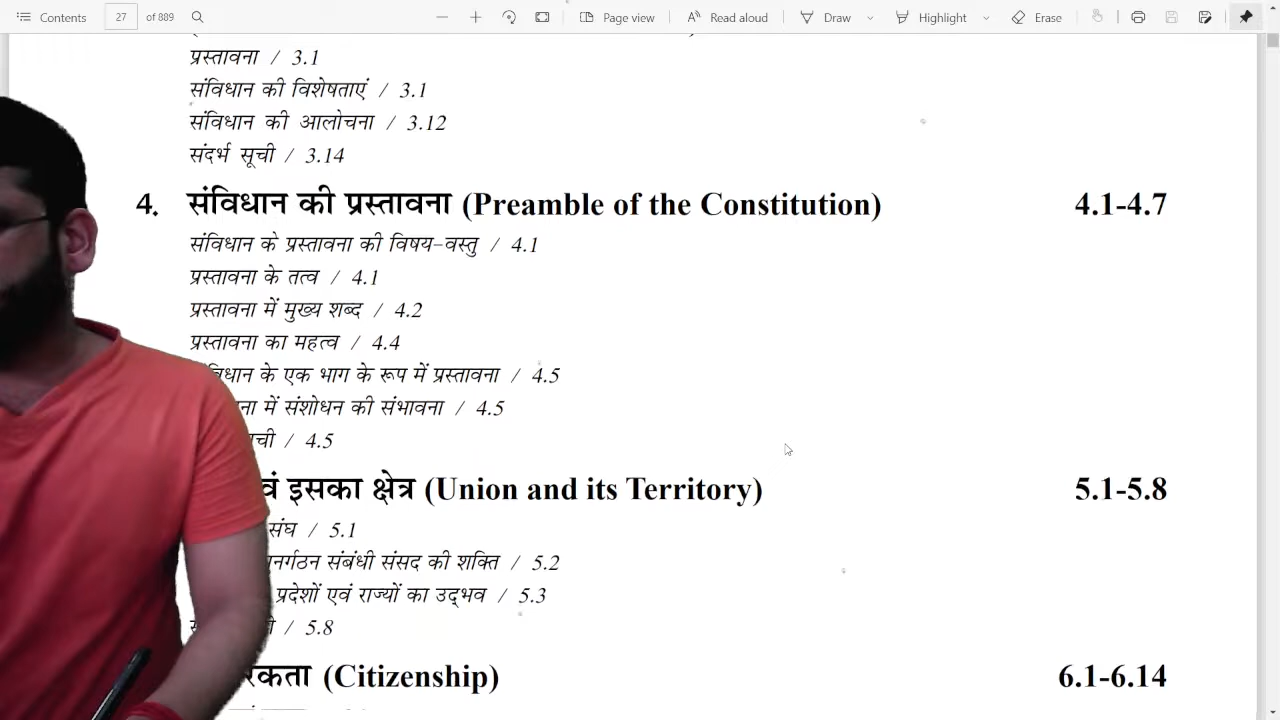 Contents 27 of 889 Page view Read aloud Draw Highlight Erase
प्रस्तावना / 3.1
संविधान की विशेषताएं / 3.1
संविधान की आलोचना / 3.12
संदर्भ सूची / 3.14
4. संविधान की प्रस्तावना (Preamble of the Constitution) 4.1-4.7
संविधान के प्रस्तावना की विषय-वस्तु / 4.1
प्रस्तावना के तत्व / 4.1
प्रस्तावना में मुख्य शब्द / 4.2
प्रस्तावना का महत्व / 4.4
के एक भाग के रूप में प्रस्तावना / 4.5
में संशोधन की संभावना / 4.5
/ 4.5
इसका क्षेत्र (Union and its Territory) 5.1-5.8
संघ / 5.1
संबंधी संसद की शक्ति / 5.2
प्रदेशों एवं राज्यों का उद्भव / 5.3
/ 5.8
(Citizenship) 6.1-6.14